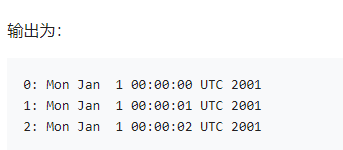 输出为：
0: Mon Jan  1 00:00:00 UTC 2001
1: Mon Jan  1 00:00:01 UTC 2001
2: Mon Jan  1 00:00:02 UTC 2001